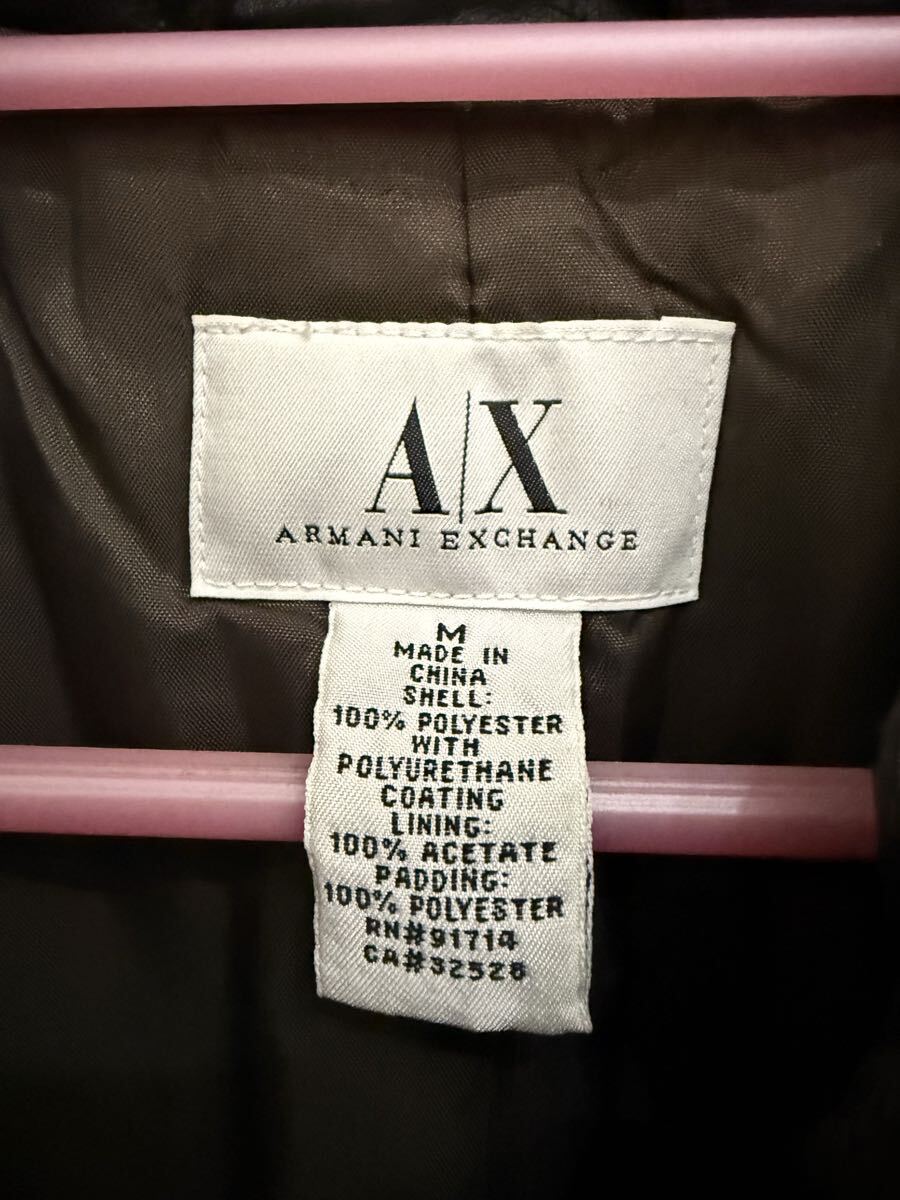 A|X
ARMANI EXCHANGE
M
MADE IN
CHINA
SHELL:
100% POLYESTER
WITH
POLYURETHANE
COATING
LINING:
100% ACETATE
PADDING:
100% POLYESTER
RN#91714
CA#32528